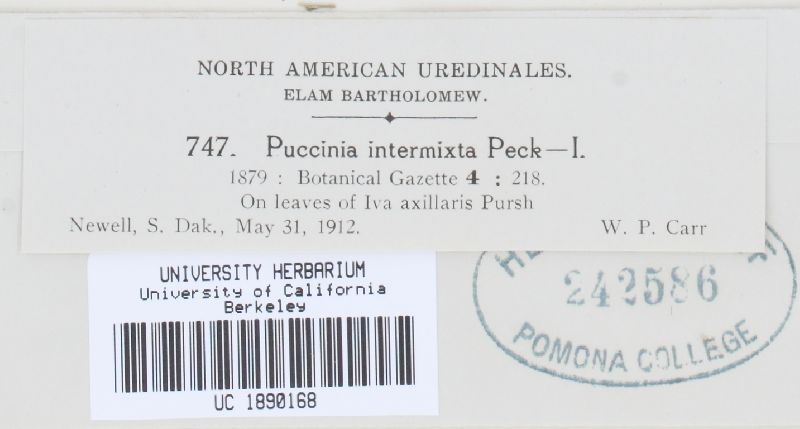 NORTH AMERICAN UREDINALES.
ELAM BARTHOLOMEW.
747. Puccinia intermixta Peck—I.
1879 : Botanical Gazette 4 : 218.
On leaves of Iva axillaris Pursh
Newell, S. Dak., May 31, 1912. W. P. Carr
UNIVERSITY HERBARIUM
University of California
Berkeley
UC 1890168
242586
POMONA COLLEGE